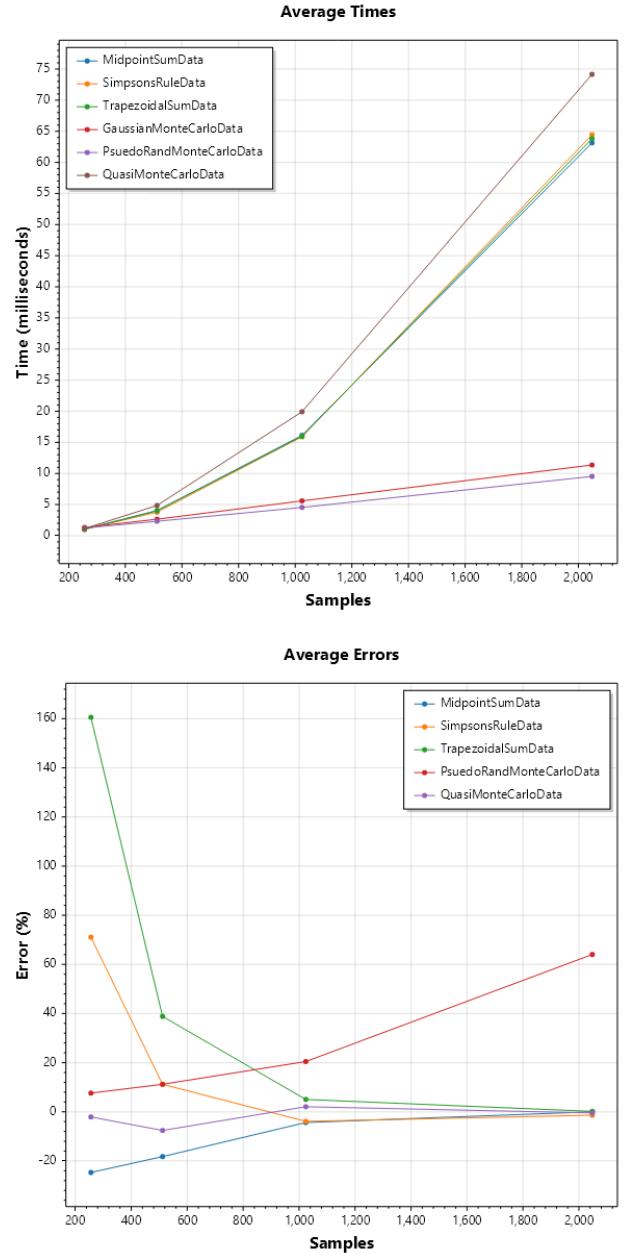 Average Times
MidpointSumData
SimpsonsRuleData
TrapezoidalSumData
GaussianMonteCarloData
PsuedoRandMonteCarloData
QuasiMonteCarloData
75
70
65
60
55
50
45
40
35
30
25
20
15
10
5
0
Time (milliseconds)
200 400 600 800 1,000 1,200 1,400 1,600 1,800 2,000
Samples
Average Errors
MidpointSumData
SimpsonsRuleData
TrapezoidalSumData
PsuedoRandMonteCarloData
QuasiMonteCarloData
160
140
120
100
80
60
40
20
0
-20
Error (%)
200 400 600 800 1,000 1,200 1,400 1,600 1,800 2,000
Samples